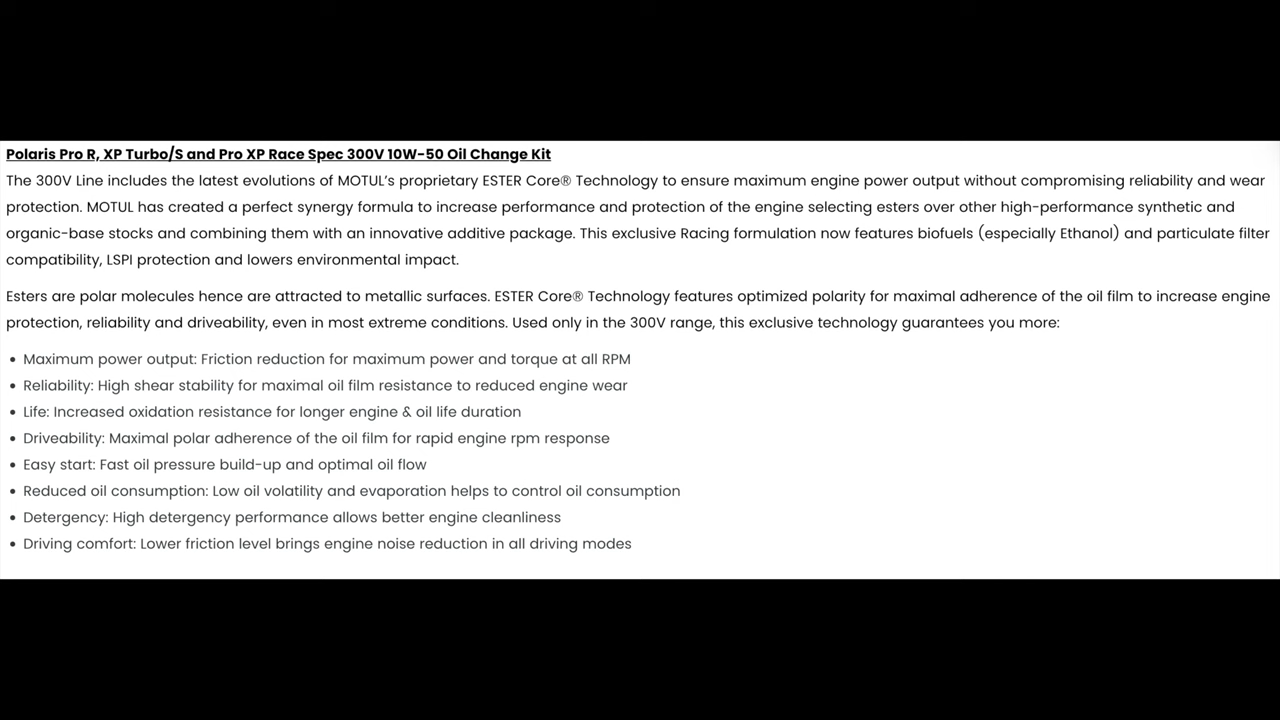 Polaris Pro R, XP Turbo/S and Pro XP Race Spec 300V 10W-50 Oil Change Kit
The 300V Line includes the latest evolutions of MOTUL's proprietary ESTER Core® Technology to ensure maximum engine power output without compromising reliability and wear
protection. MOTUL has created a perfect synergy formula to increase performance and protection of the engine selecting esters over other high-performance synthetic and
organic-base stocks and combining them with an innovative additive package. This exclusive Racing formulation now features biofuels (especially Ethanol) and particulate filter
compatibility, LSPI protection and lowers environmental impact.
Esters are polar molecules hence are attracted to metallic surfaces. ESTER Core® Technology features optimized polarity for maximal adherence of the oil film to increase engine
protection, reliability and driveability, even in most extreme conditions. Used only in the 300V range, this exclusive technology guarantees you more:
• Maximum power output: Friction reduction for maximum power and torque at all RPM
• Reliability: High shear stability for maximal oil film resistance to reduced engine wear
• Life: Increased oxidation resistance for longer engine & oil life duration
• Driveability: Maximal polar adherence of the oil film for rapid engine rpm response
• Easy start: Fast oil pressure build-up and optimal oil flow
• Reduced oil consumption: Low oil volatility and evaporation helps to control oil consumption
• Detergency: High detergency performance allows better engine cleanliness
• Driving comfort: Lower friction level brings engine noise reduction in all driving modes